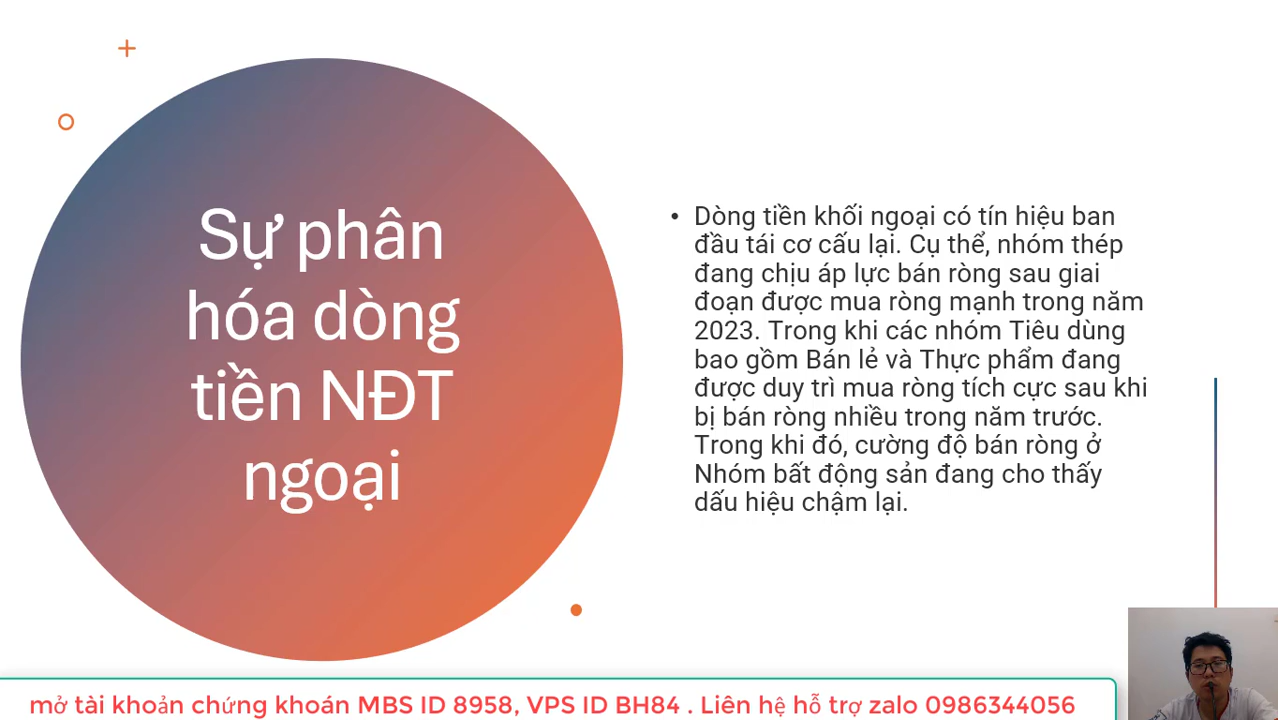 Sự phân
hóa dòng
tiền NĐT
ngoại
• Dòng tiền khối ngoại có tín hiệu ban
đầu tái cơ cấu lại. Cụ thể, nhóm thép
đang chịu áp lực bán ròng sau giai
đoạn được mua ròng mạnh trong năm
2023. Trong khi các nhóm Tiêu dùng
bao gồm Bán lẻ và Thực phẩm đang
được duy trì mua ròng tích cực sau khi
bị bán ròng nhiều trong năm trước.
Trong khi đó, cường độ bán ròng ở
Nhóm bất động sản đang cho thấy
dấu hiệu chậm lại.
mở tài khoản chứng khoán MBS ID 8958, VPS ID BH84 . Liên hệ hỗ trợ zalo 0986344056